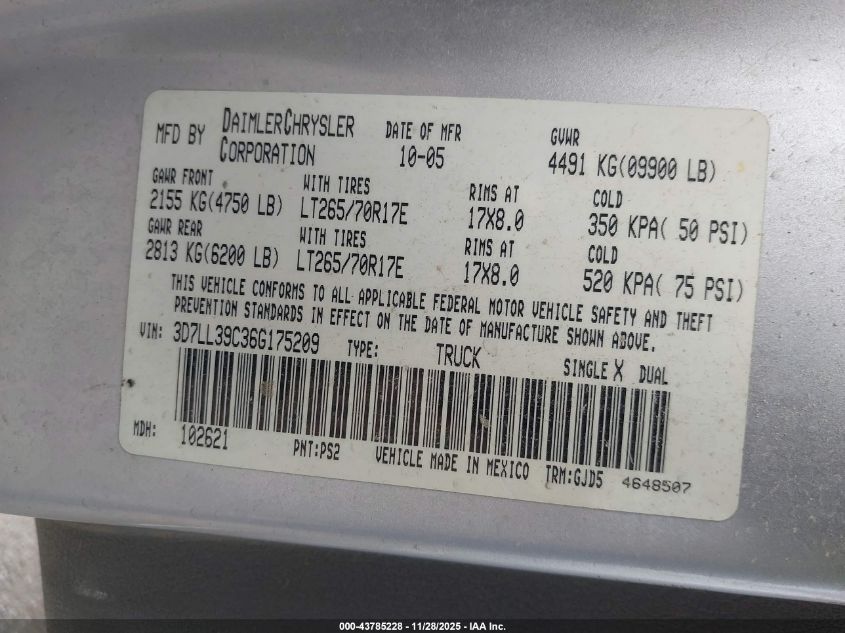 MFD BY DAIMLERCHRYSLER CORPORATION DATE OF MFR 10-05 GVWR 4491 KG(09900 LB)
GAWR FRONT WITH TIRES RIMS AT COLD
2155 KG(4750 LB) LT265/70R17E 17X8.0 350 KPA( 50 PSI)
GAWR REAR WITH TIRES RIMS AT COLD
2813 KG(6200 LB) LT265/70R17E 17X8.0 520 KPA( 75 PSI)
THIS VEHICLE CONFORMS TO ALL APPLICABLE FEDERAL MOTOR VEHICLE SAFETY AND THEFT
PREVENTION STANDARDS IN EFFECT ON THE DATE OF MANUFACTURE SHOWN ABOVE.
VIN: 3D7LL39C36G175209 TYPE: TRUCK SINGLE X DUAL
MDH: 102621 PNT:PS2 VEHICLE MADE IN MEXICO TRM:GJD5 4648507
000-43785228 - 11/28/2025 - IAA Inc.